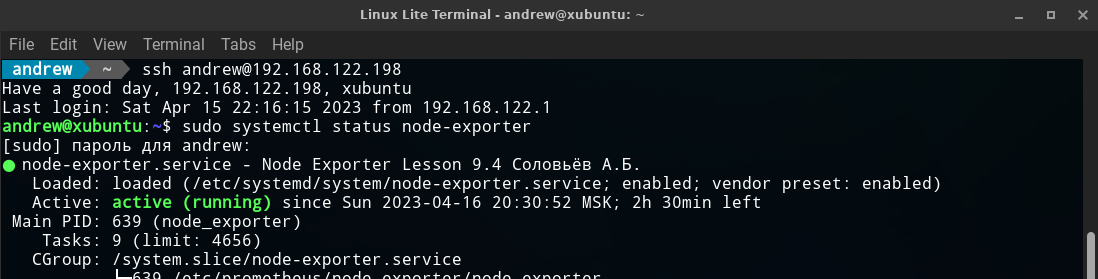 Linux Lite Terminal - andrew@xubuntu: ~
File Edit View Terminal Tabs Help
andrew ~ ssh andrew@192.168.122.198
Have a good day, 192.168.122.198, xubuntu
Last login: Sat Apr 15 22:16:15 2023 from 192.168.122.1
andrew@xubuntu:~$ sudo systemctl status node-exporter
[sudo] пароль для andrew:
● node-exporter.service - Node Exporter Lesson 9.4 Соловьёв А.Б.
Loaded: loaded (/etc/systemd/system/node-exporter.service; enabled; vendor preset: enabled)
Active: active (running) since Sun 2023-04-16 20:30:52 MSK; 2h 30min left
Main PID: 639 (node_exporter)
Tasks: 9 (limit: 4656)
CGroup: /system.slice/node-exporter.service
└─639 /etc/prometheus/node_exporter/node_exporter